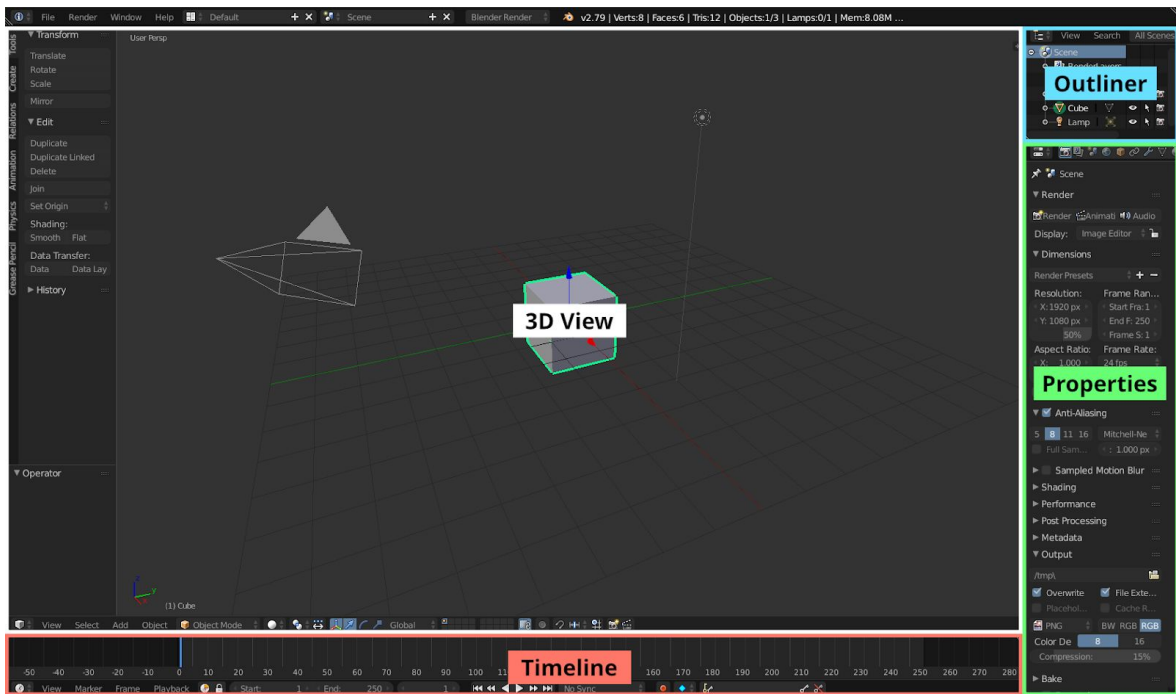 File Render Window Help Default Scene Blender Render v2.79 | Verts:8 | Faces:6 | Tris:12 | Objects:1/3 | Lamps:0/1 | Mem:8.08M ...
Tools
Create
Relations
Animation
Physics
Grease Pencil
Transform
Translate
Rotate
Scale
Mirror
Edit
Duplicate
Duplicate Linked
Delete
Join
Set Origin
Shading:
Smooth Flat
Data Transfer:
Data Data Lay
History
Operator
User Persp
3D View
z
y
(1) Cube
View Select Add Object Object Mode Global
View Search All Scenes
Scene
RenderLayers
Outliner
Cube
Lamp
Scene
Render
Render Animati Audio
Display: Image Editor
Dimensions
Render Presets
Resolution: Frame Ran...
X:1920 px Start Fra:1
Y: 1080 px End F: 250
50% Frame S: 1
Aspect Ratio: Frame Rate:
X: 1.000 24 fps
Properties
Anti-Aliasing
5 8 11 16 Mitchell-Ne
Full Sam... : 1.000 px
Sampled Motion Blur
Shading
Performance
Post Processing
Metadata
Output
/tmp\
Overwrite File Exte...
Placehol... Cache R...
PNG BW RGB RGB
Color De 8 16
Compression: 15%
Bake
Timeline
-50 -40 -30 -20 -10 0 10 20 30 40 50 60 70 80 90 100 160 170 180 190 200 210 220 230 240 250 260 270 280
View Marker Frame Playback Start: 1 End: 250 1 No Sync